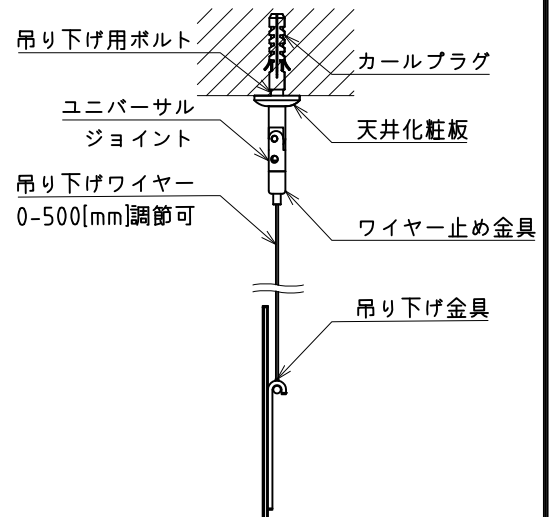 吊り下げ用ボルト
カールプラグ
ユニバーサル
ジョイント
天井化粧板
吊り下げワイヤー
0-500[mm]調節可
ワイヤー止め金具
吊り下げ金具